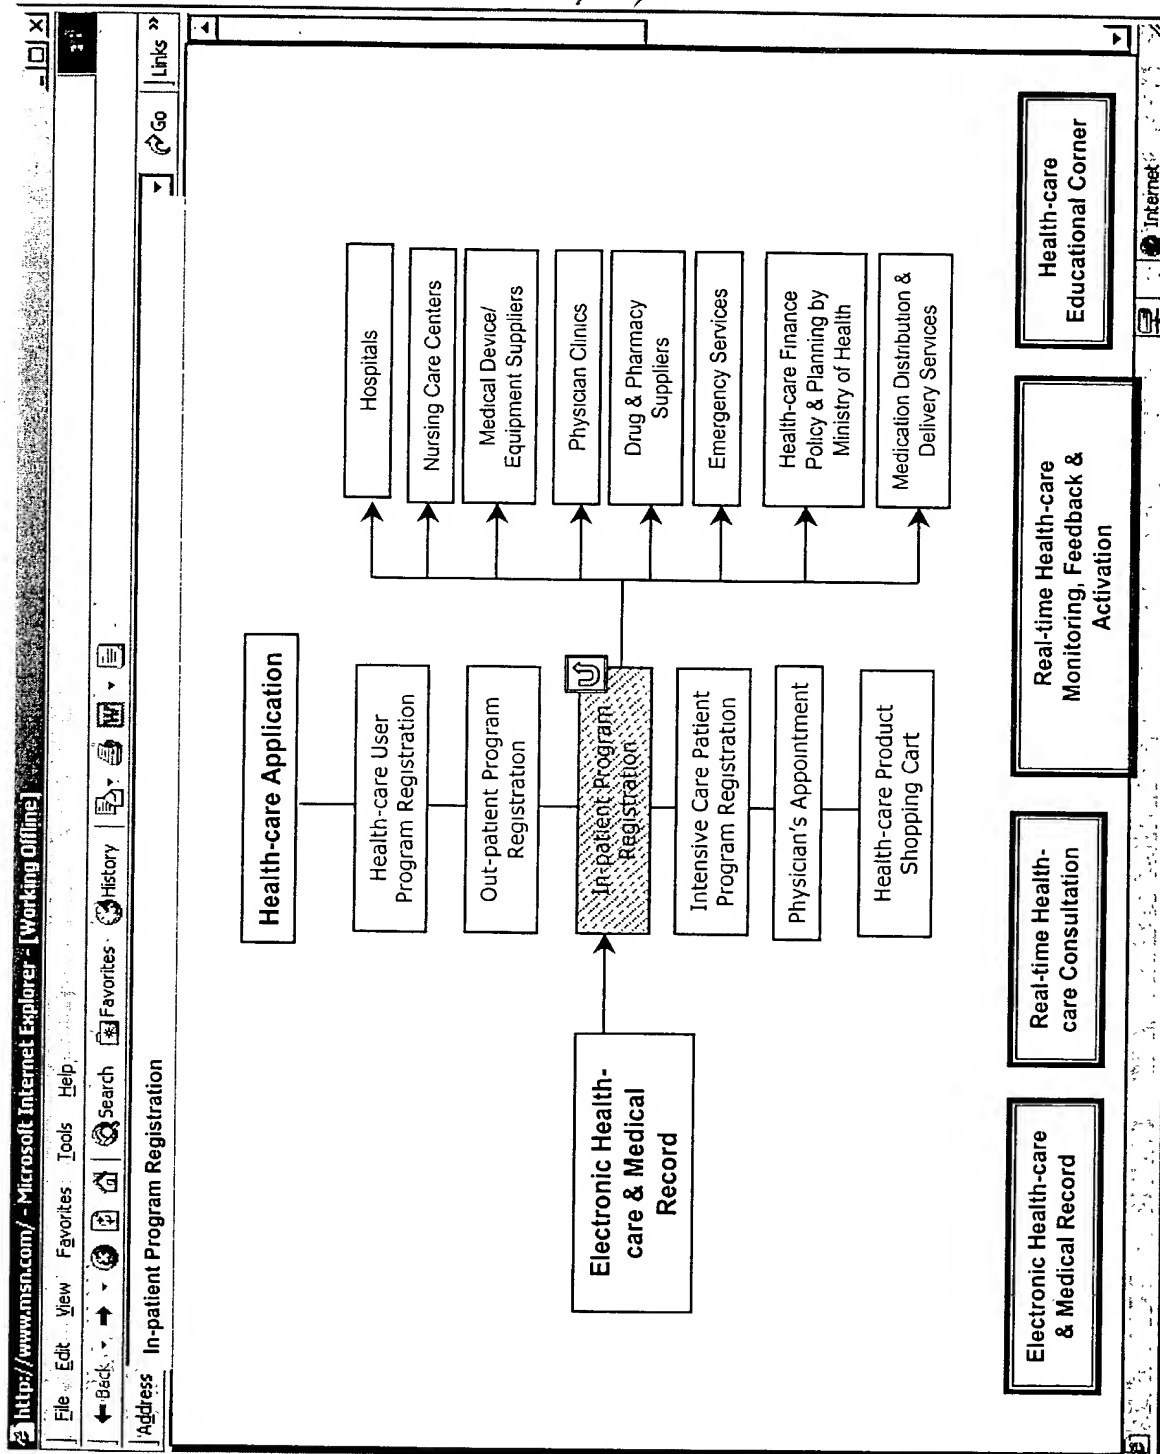 http://www.msn.com/ - Microsoft Internet Explorer - [Working Offline]
File Edit View Favorites Tools Help
Back Search Favorites History
Address In-patient Program Registration Go Links »
Health-care Application
Health-care User
Program Registration
Out-patient Program
Registration
In-patient Program
Registration
Intensive Care Patient
Program Registration
Physician's Appointment
Health-care Product
Shopping Cart
Electronic Health-
care & Medical
Record
Hospitals
Nursing Care Centers
Medical Device/
Equipment Suppliers
Physician Clinics
Drug & Pharmacy
Suppliers
Emergency Services
Health-care Finance
Policy & Planning by
Ministry of Health
Medication Distribution &
Delivery Services
Electronic Health-care
& Medical Record
Real-time Health-
care Consultation
Real-time Health-care
Monitoring, Feedback &
Activation
Health-care
Educational Corner
Internet